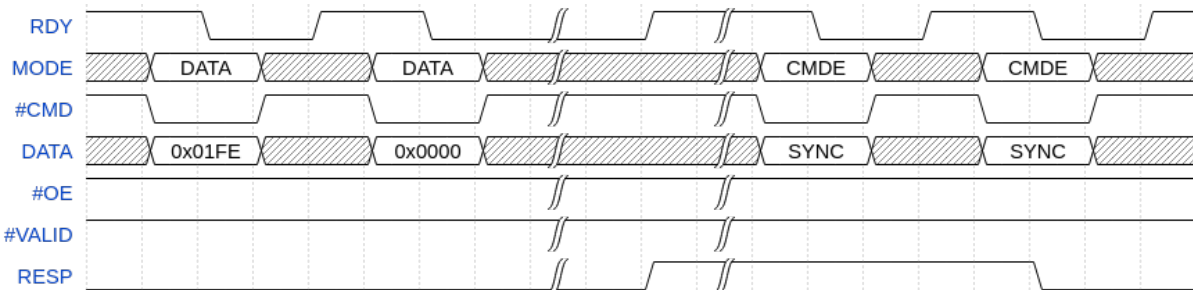 RDY
MODE DATA DATA CMDE CMDE
#CMD
DATA 0x01FE 0x0000 SYNC SYNC
#OE
#VALID
RESP